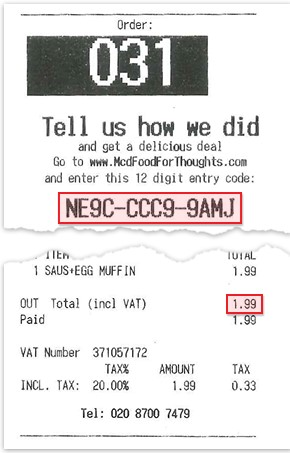 Order:
031
Tell us how we did
and get a delicious deal
Go to www.McdFoodForThoughts.com
and enter this 12 digit entry code:
NE9C-CCC9-9AMJ
ITEM TOTAL
1 SAUS+EGG MUFFIN 1.99
OUT Total (incl VAT) 1.99
Paid 1.99
VAT Number 371057172
TAX% AMOUNT TAX
INCL. TAX: 20.00% 1.99 0.33
Tel: 020 8700 7479